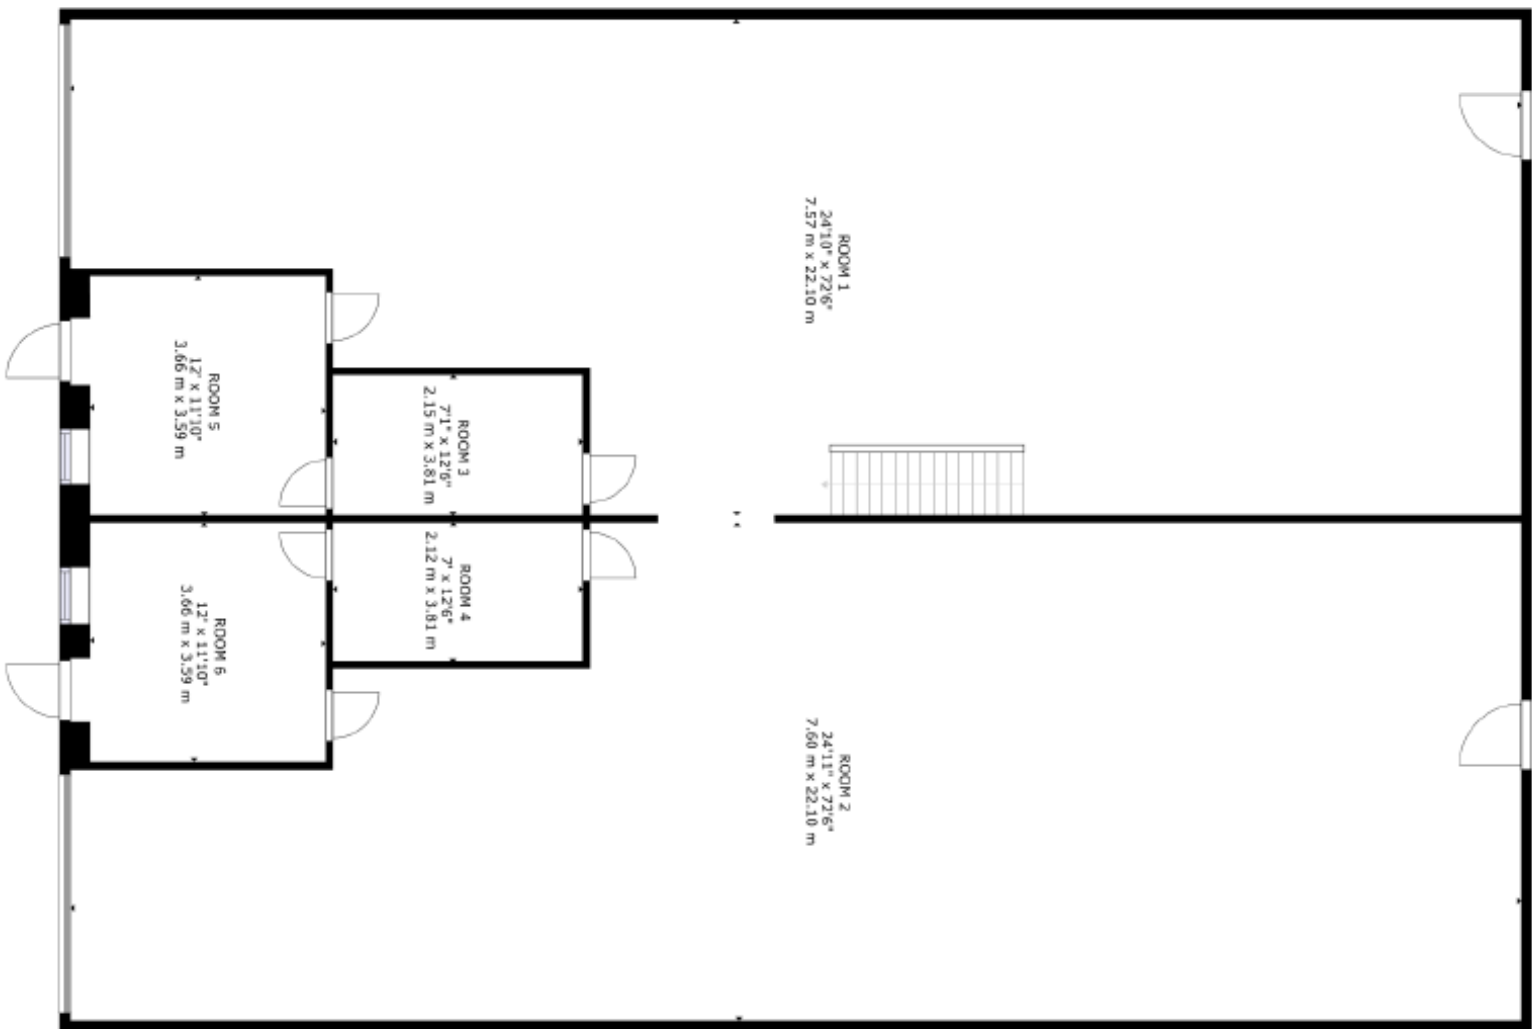 ROOM 1
24'10" x 72'6"
7.57 m x 22.10 m
ROOM 5
12' x 11'10"
3.66 m x 3.59 m
ROOM 3
7'1" x 12'6"
2.15 m x 3.81 m
ROOM 4
7' x 12'6"
2.12 m x 3.81 m
ROOM 6
12' x 11'10"
3.66 m x 3.59 m
ROOM 2
24'11" x 72'6"
7.60 m x 22.10 m